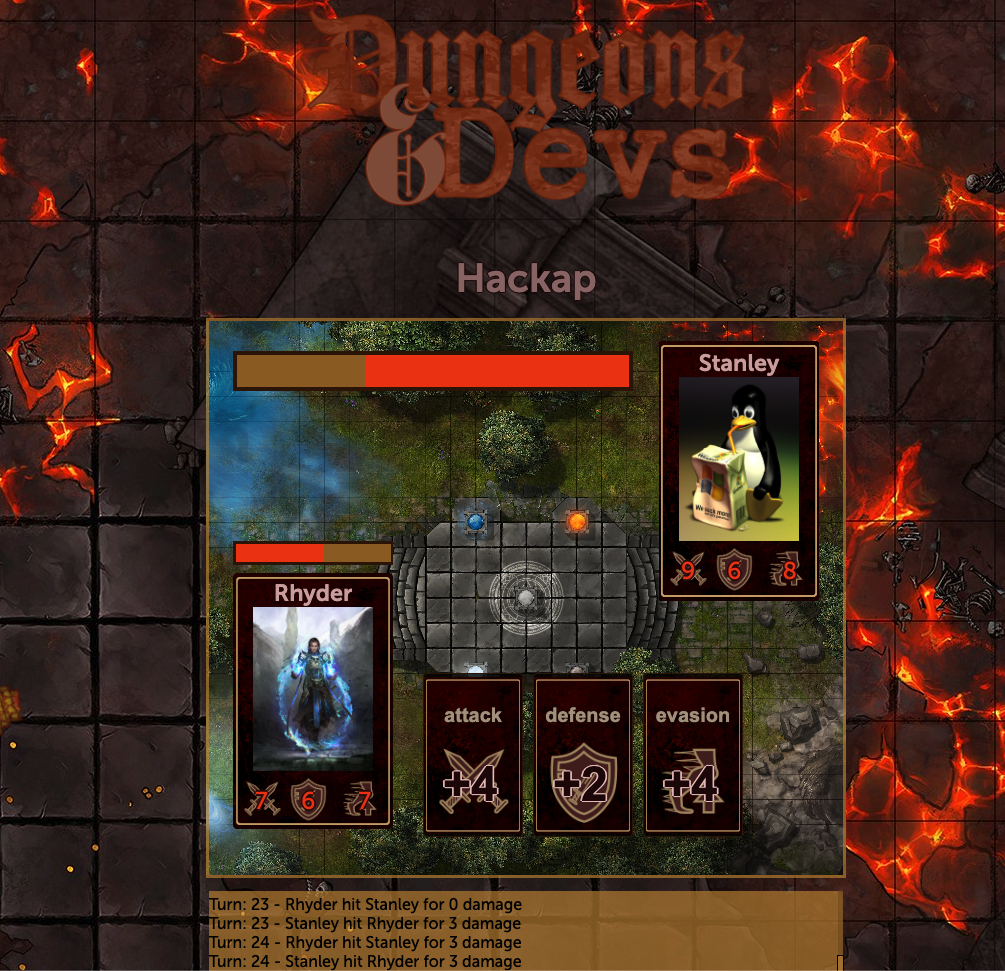 Dungeons
& Devs
Hackap
Stanley
9 6 8
Rhyder
7 6 7
attack defense evasion
+4 +2 +4
Turn: 23 - Rhyder hit Stanley for 0 damage
Turn: 23 - Stanley hit Rhyder for 3 damage
Turn: 24 - Rhyder hit Stanley for 3 damage
Turn: 24 - Stanley hit Rhyder for 3 damage